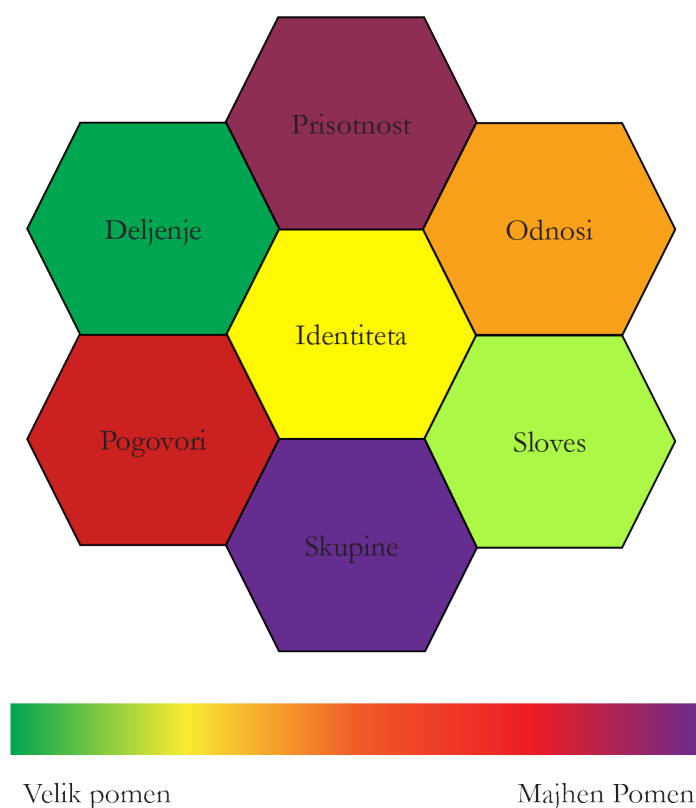 Prisotnost
Deljenje
Odnosi
Identiteta
Pogovori
Sloves
Skupine
Velik pomen
Majhen Pomen